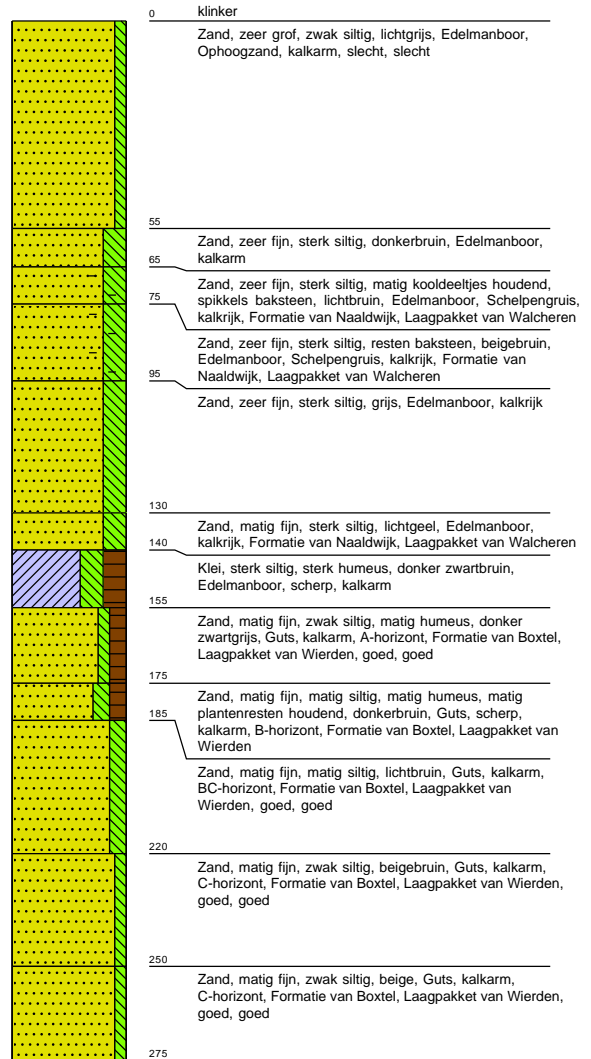 0
klinker
Zand, zeer grof, zwak siltig, lichtgrijs, Edelmanboor,
Ophoogzand, kalkarm, slecht, slecht
55
Zand, zeer fijn, sterk siltig, donkerbruin, Edelmanboor,
kalkarm
65
Zand, zeer fijn, sterk siltig, matig kooldeeltjes houdend,
spikkels baksteen, lichtbruin, Edelmanboor, Schelpengruis,
kalkrijk, Formatie van Naaldwijk, Laagpakket van Walcheren
75
Zand, zeer fijn, sterk siltig, resten baksteen, beigebruin,
Edelmanboor, Schelpengruis, kalkrijk, Formatie van
Naaldwijk, Laagpakket van Walcheren
95
Zand, zeer fijn, sterk siltig, grijs, Edelmanboor, kalkrijk
130
Zand, matig fijn, sterk siltig, lichtgeel, Edelmanboor,
kalkrijk, Formatie van Naaldwijk, Laagpakket van Walcheren
140
Klei, sterk siltig, sterk humeus, donker zwartbruin,
Edelmanboor, scherp, kalkarm
155
Zand, matig fijn, zwak siltig, matig humeus, donker
zwartgrijs, Guts, kalkarm, A-horizont, Formatie van Boxtel,
Laagpakket van Wierden, goed, goed
175
Zand, matig fijn, matig siltig, matig humeus, matig
plantenresten houdend, donkerbruin, Guts, scherp,
kalkarm, B-horizont, Formatie van Boxtel, Laagpakket van
Wierden
185
Zand, matig fijn, matig siltig, lichtbruin, Guts, kalkarm,
BC-horizont, Formatie van Boxtel, Laagpakket van
Wierden, goed, goed
220
Zand, matig fijn, zwak siltig, beigebruin, Guts, kalkarm,
C-horizont, Formatie van Boxtel, Laagpakket van Wierden,
goed, goed
250
Zand, matig fijn, zwak siltig, beige, Guts, kalkarm,
C-horizont, Formatie van Boxtel, Laagpakket van Wierden,
goed, goed
275